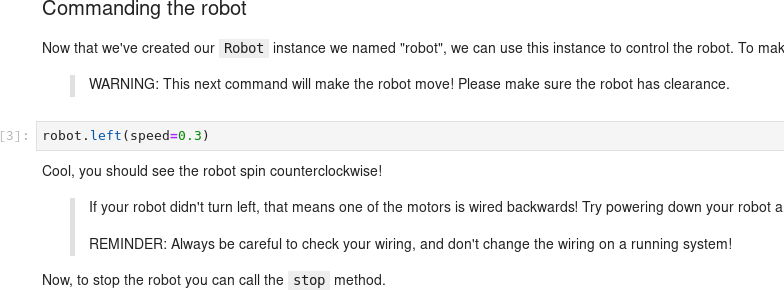 Commanding the robot
Now that we've created our Robot instance we named "robot", we can use this instance to control the robot. To mak
WARNING: This next command will make the robot move! Please make sure the robot has clearance.
[3]: robot.left(speed=0.3)
Cool, you should see the robot spin counterclockwise!
If your robot didn't turn left, that means one of the motors is wired backwards! Try powering down your robot a
REMINDER: Always be careful to check your wiring, and don't change the wiring on a running system!
Now, to stop the robot you can call the stop method.